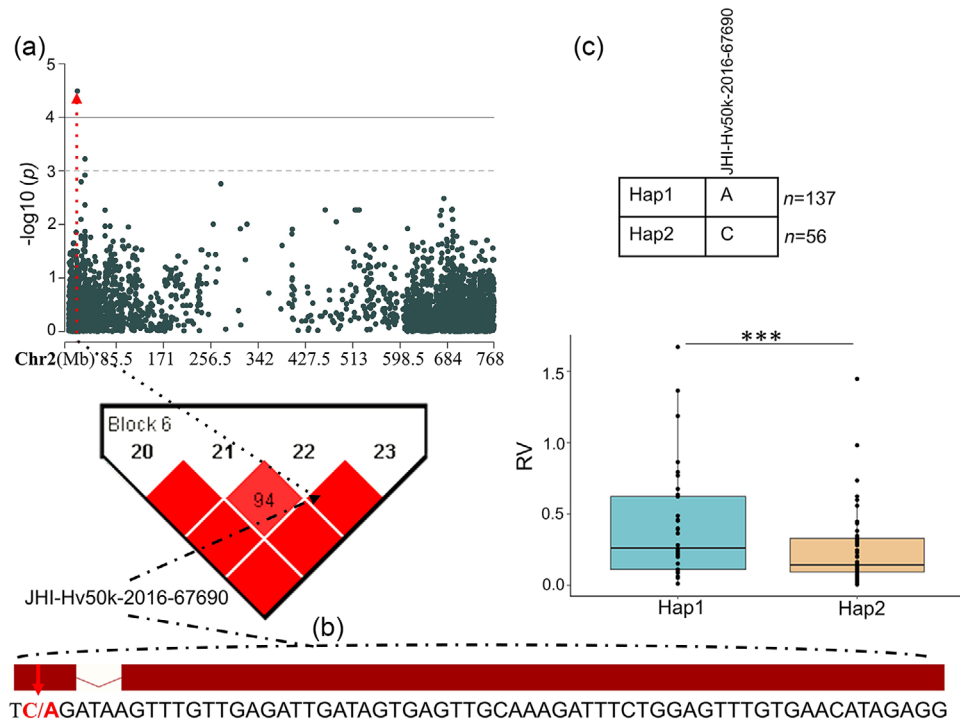 (a)
5
4
3
2
1
0
-log10 (p)
Chr2(Mb) 85.5 171 256.5 342 427.5 513 598.5 684 768
Block 6
20 21 22 23
94
JHI-Hv50k-2016-67690
(b)
TC/AGATAAGTTTGTTGAGATTGATAGTGAGTTGCAAAGATTTCTGGAGTTTGTGAACATAGAGG
(c)
JHI-Hv50k-2016-67690
Hap1 A n=137
Hap2 C n=56
***
1.5
1.0
0.5
0.0
RV
Hap1 Hap2